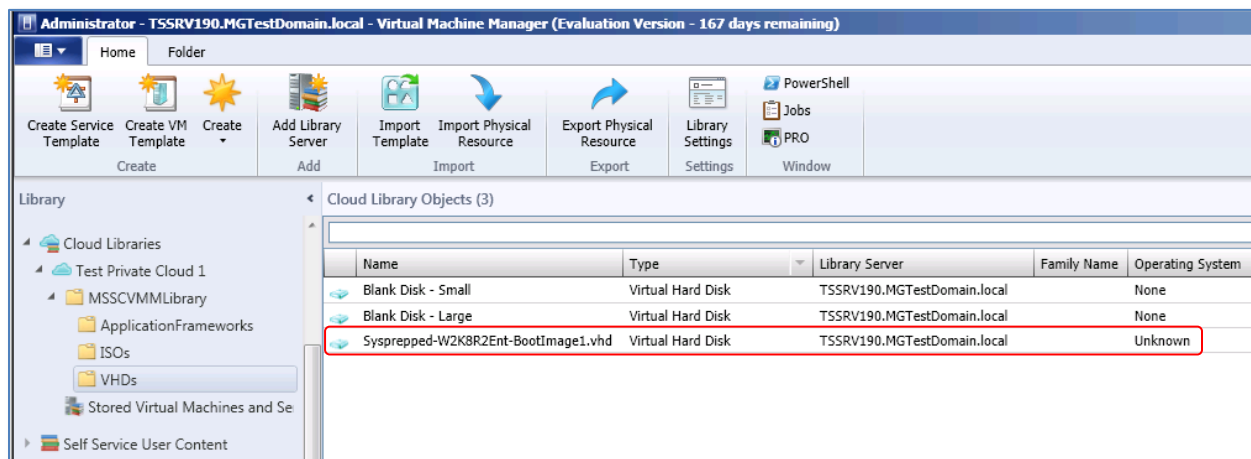 Administrator - TSSRV190.MGTestDomain.local - Virtual Machine Manager (Evaluation Version - 167 days remaining)
Home Folder
Create Service Template
Create VM Template
Create
Add Library Server
Import Template
Import Physical Resource
Export Physical Resource
Library Settings
PowerShell
Jobs
PRO
Create Add Import Export Settings Window
Library
Cloud Libraries
Test Private Cloud 1
MSSCVMMLibrary
ApplicationFrameworks
ISOs
VHDs
Stored Virtual Machines and Se
Self Service User Content
Cloud Library Objects (3)
Name Type Library Server Family Name Operating System
Blank Disk - Small Virtual Hard Disk TSSRV190.MGTestDomain.local None
Blank Disk - Large Virtual Hard Disk TSSRV190.MGTestDomain.local None
Sysprepped-W2K8R2Ent-BootImage1.vhd Virtual Hard Disk TSSRV190.MGTestDomain.local Unknown